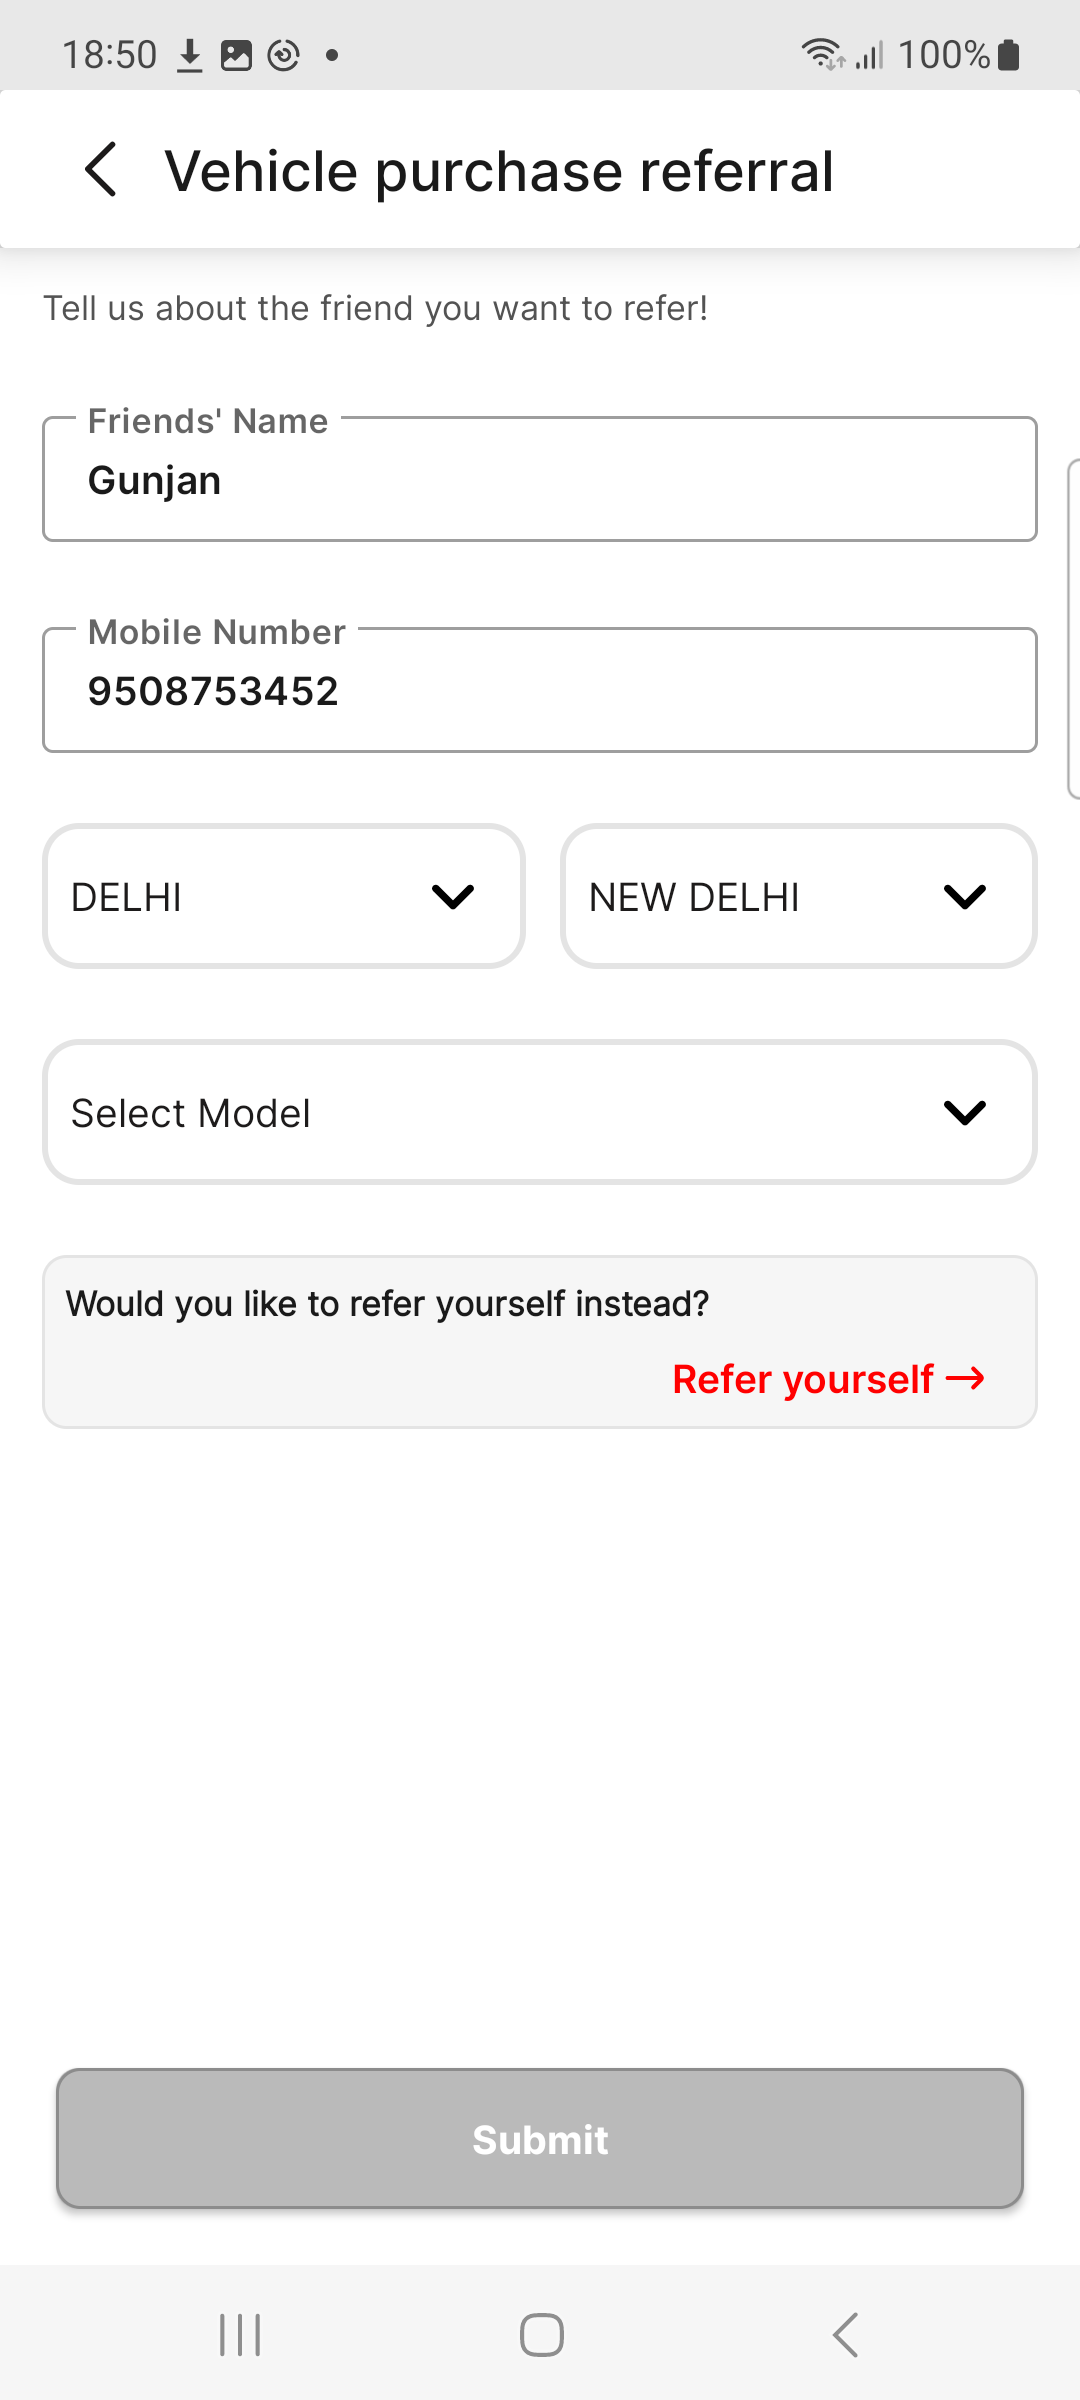 18:50
100%
Vehicle purchase referral
Tell us about the friend you want to refer!
Friends' Name
Gunjan
Mobile Number
9508753452
DELHI
NEW DELHI
Select Model
Would you like to refer yourself instead?
Refer yourself →
Submit